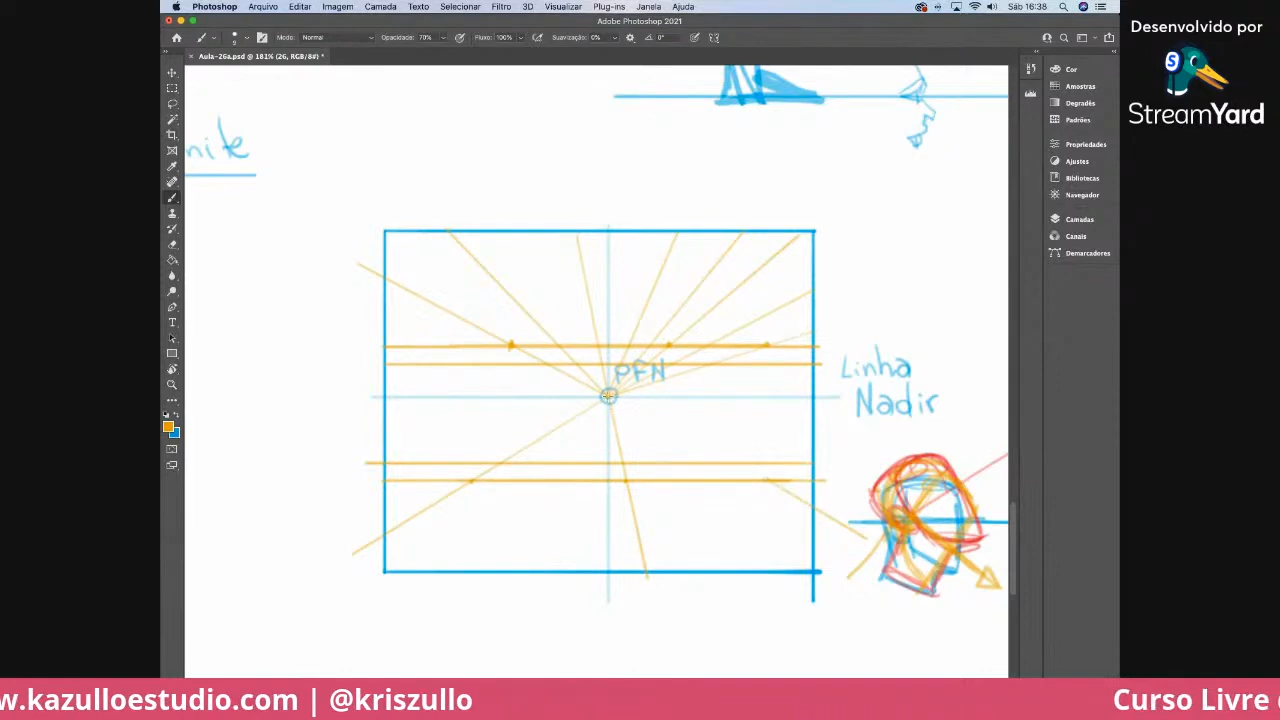 Photoshop Arquivo Editar Imagem Camada Texto Selecionar Filtro 3D Visualizar Plug-ins Janela Ajuda
Sáb 16:38
Adobe Photoshop 2021
Modo: Normal
Opacidade: 70%
Fluxo: 100%
Suavização: 0%
0°
Aula-26a.psd @ 181% (26, RGB/8#) *
Cor
Amostras
Degradês
Padrões
Propriedades
Ajustes
Bibliotecas
Navegador
Camadas
Canais
Demarcadores
Desenvolvido por
StreamYard
nite
PFN
Linha
Nadir
w.kazulloestudio.com | @kriszullo
Curso Livre